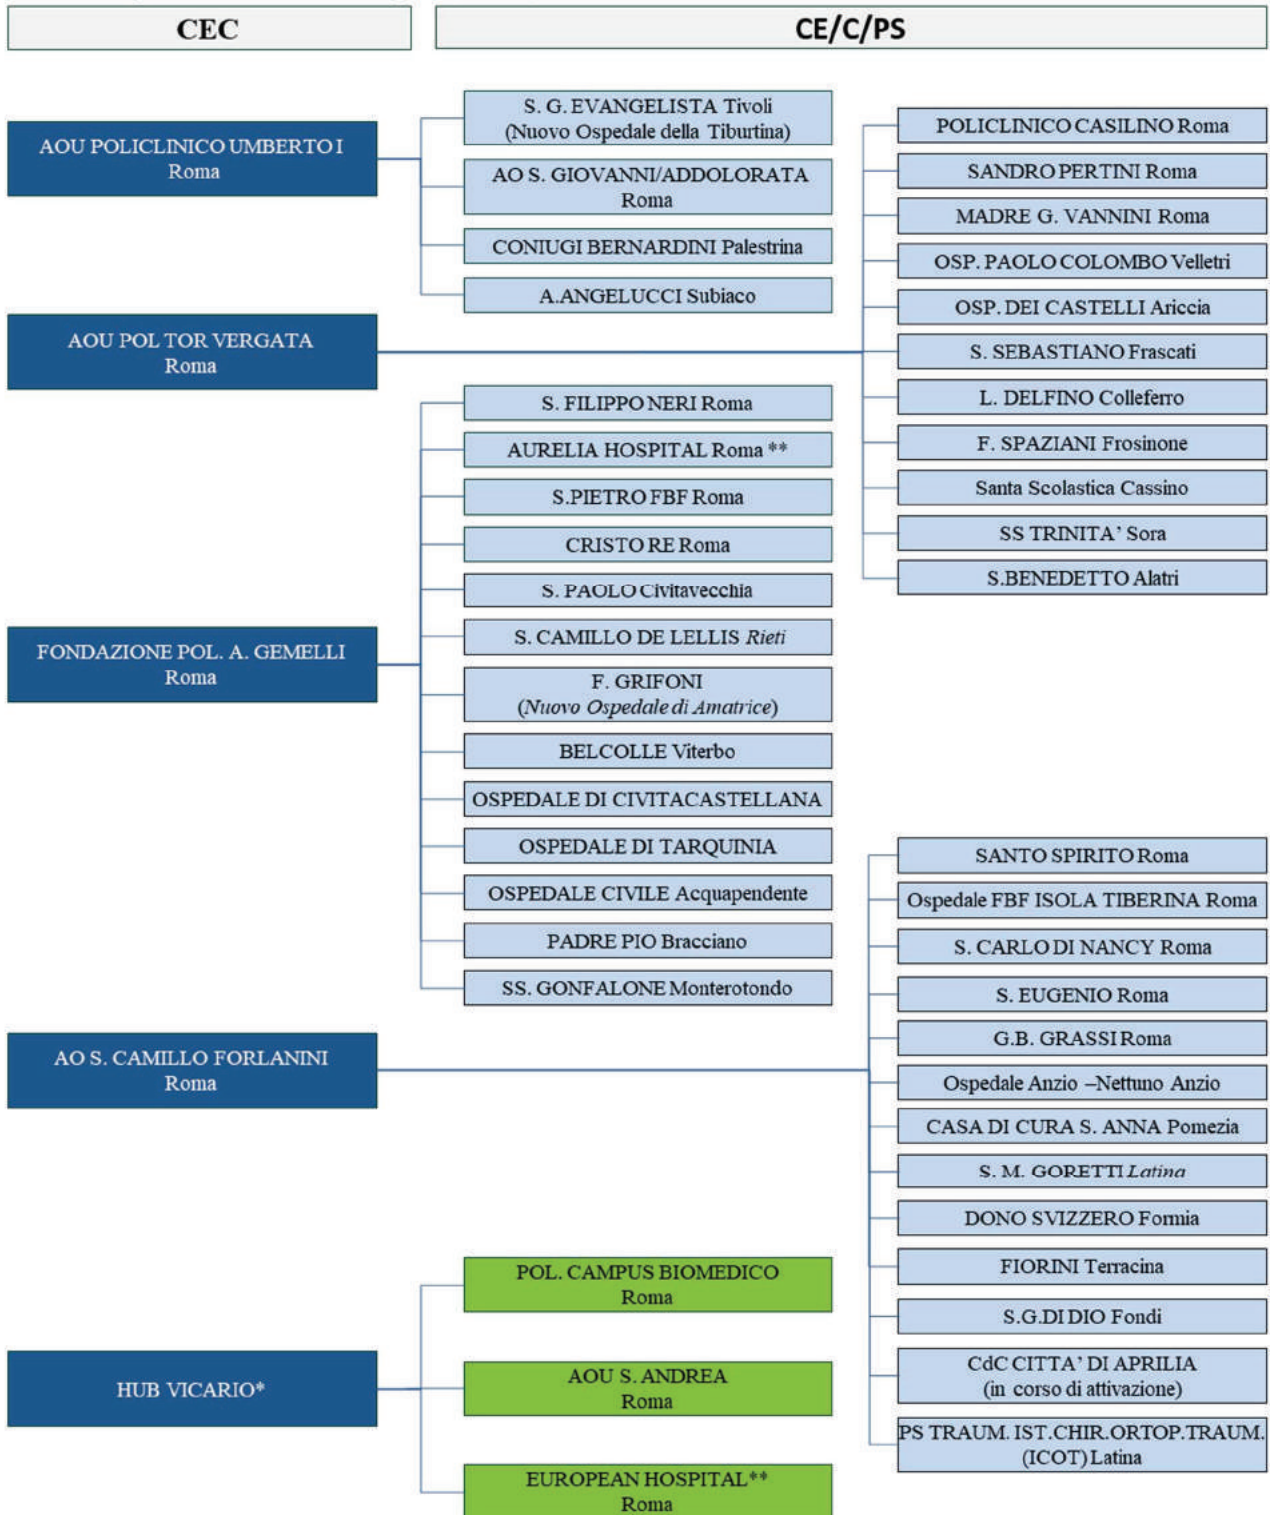 CEC
CE/C/PS
AOU POLICLINICO UMBERTO I
Roma
S. G. EVANGELISTA Tivoli
(Nuovo Ospedale della Tiburtina)
AO S. GIOVANNI/ADDOLORATA
Roma
CONIUGI BERNARDINI Palestrina
A.ANGELUCCI Subiaco
AOU POL TOR VERGATA
Roma
POLICLINICO CASILINO Roma
SANDRO PERTINI Roma
MADRE G. VANNINI Roma
OSP. PAOLO COLOMBO Velletri
OSP. DEI CASTELLI Ariccia
S. SEBASTIANO Frascati
L. DELFINO Colleferro
F. SPAZIANI Frosinone
Santa Scolastica Cassino
SS TRINITA’ Sora
S.BENEDETTO Alatri
FONDAZIONE POL. A. GEMELLI
Roma
S. FILIPPO NERI Roma
AURELIA HOSPITAL Roma **
S.PIETRO FBF Roma
CRISTO RE Roma
S. PAOLO Civitavecchia
S. CAMILLO DE LELLIS Rieti
F. GRIFONI
(Nuovo Ospedale di Amatrice)
BELCOLLE Viterbo
OSPEDALE DI CIVITACASTELLANA
OSPEDALE DI TARQUINIA
OSPEDALE CIVILE Acquapendente
PADRE PIO Bracciano
SS. GONFALONE Monterotondo
AO S. CAMILLO FORLANINI
Roma
SANTO SPIRITO Roma
Ospedale FBF ISOLA TIBERINA Roma
S. CARLO DI NANCY Roma
S. EUGENIO Roma
G.B. GRASSI Roma
Ospedale Anzio –Nettuno Anzio
CASA DI CURA S. ANNA Pomezia
S. M. GORETTI Latina
DONO SVIZZERO Formia
FIORINI Terracina
S.G.DI DIO Fondi
CdC CITTA’ DI APRILIA
(in corso di attivazione)
PS TRAUM. IST.CHIR.ORTOP.TRAUM.
(ICOT) Latina
HUB VICARIO*
POL. CAMPUS BIOMEDICO
Roma
AOU S. ANDREA
Roma
EUROPEAN HOSPITAL**
Roma